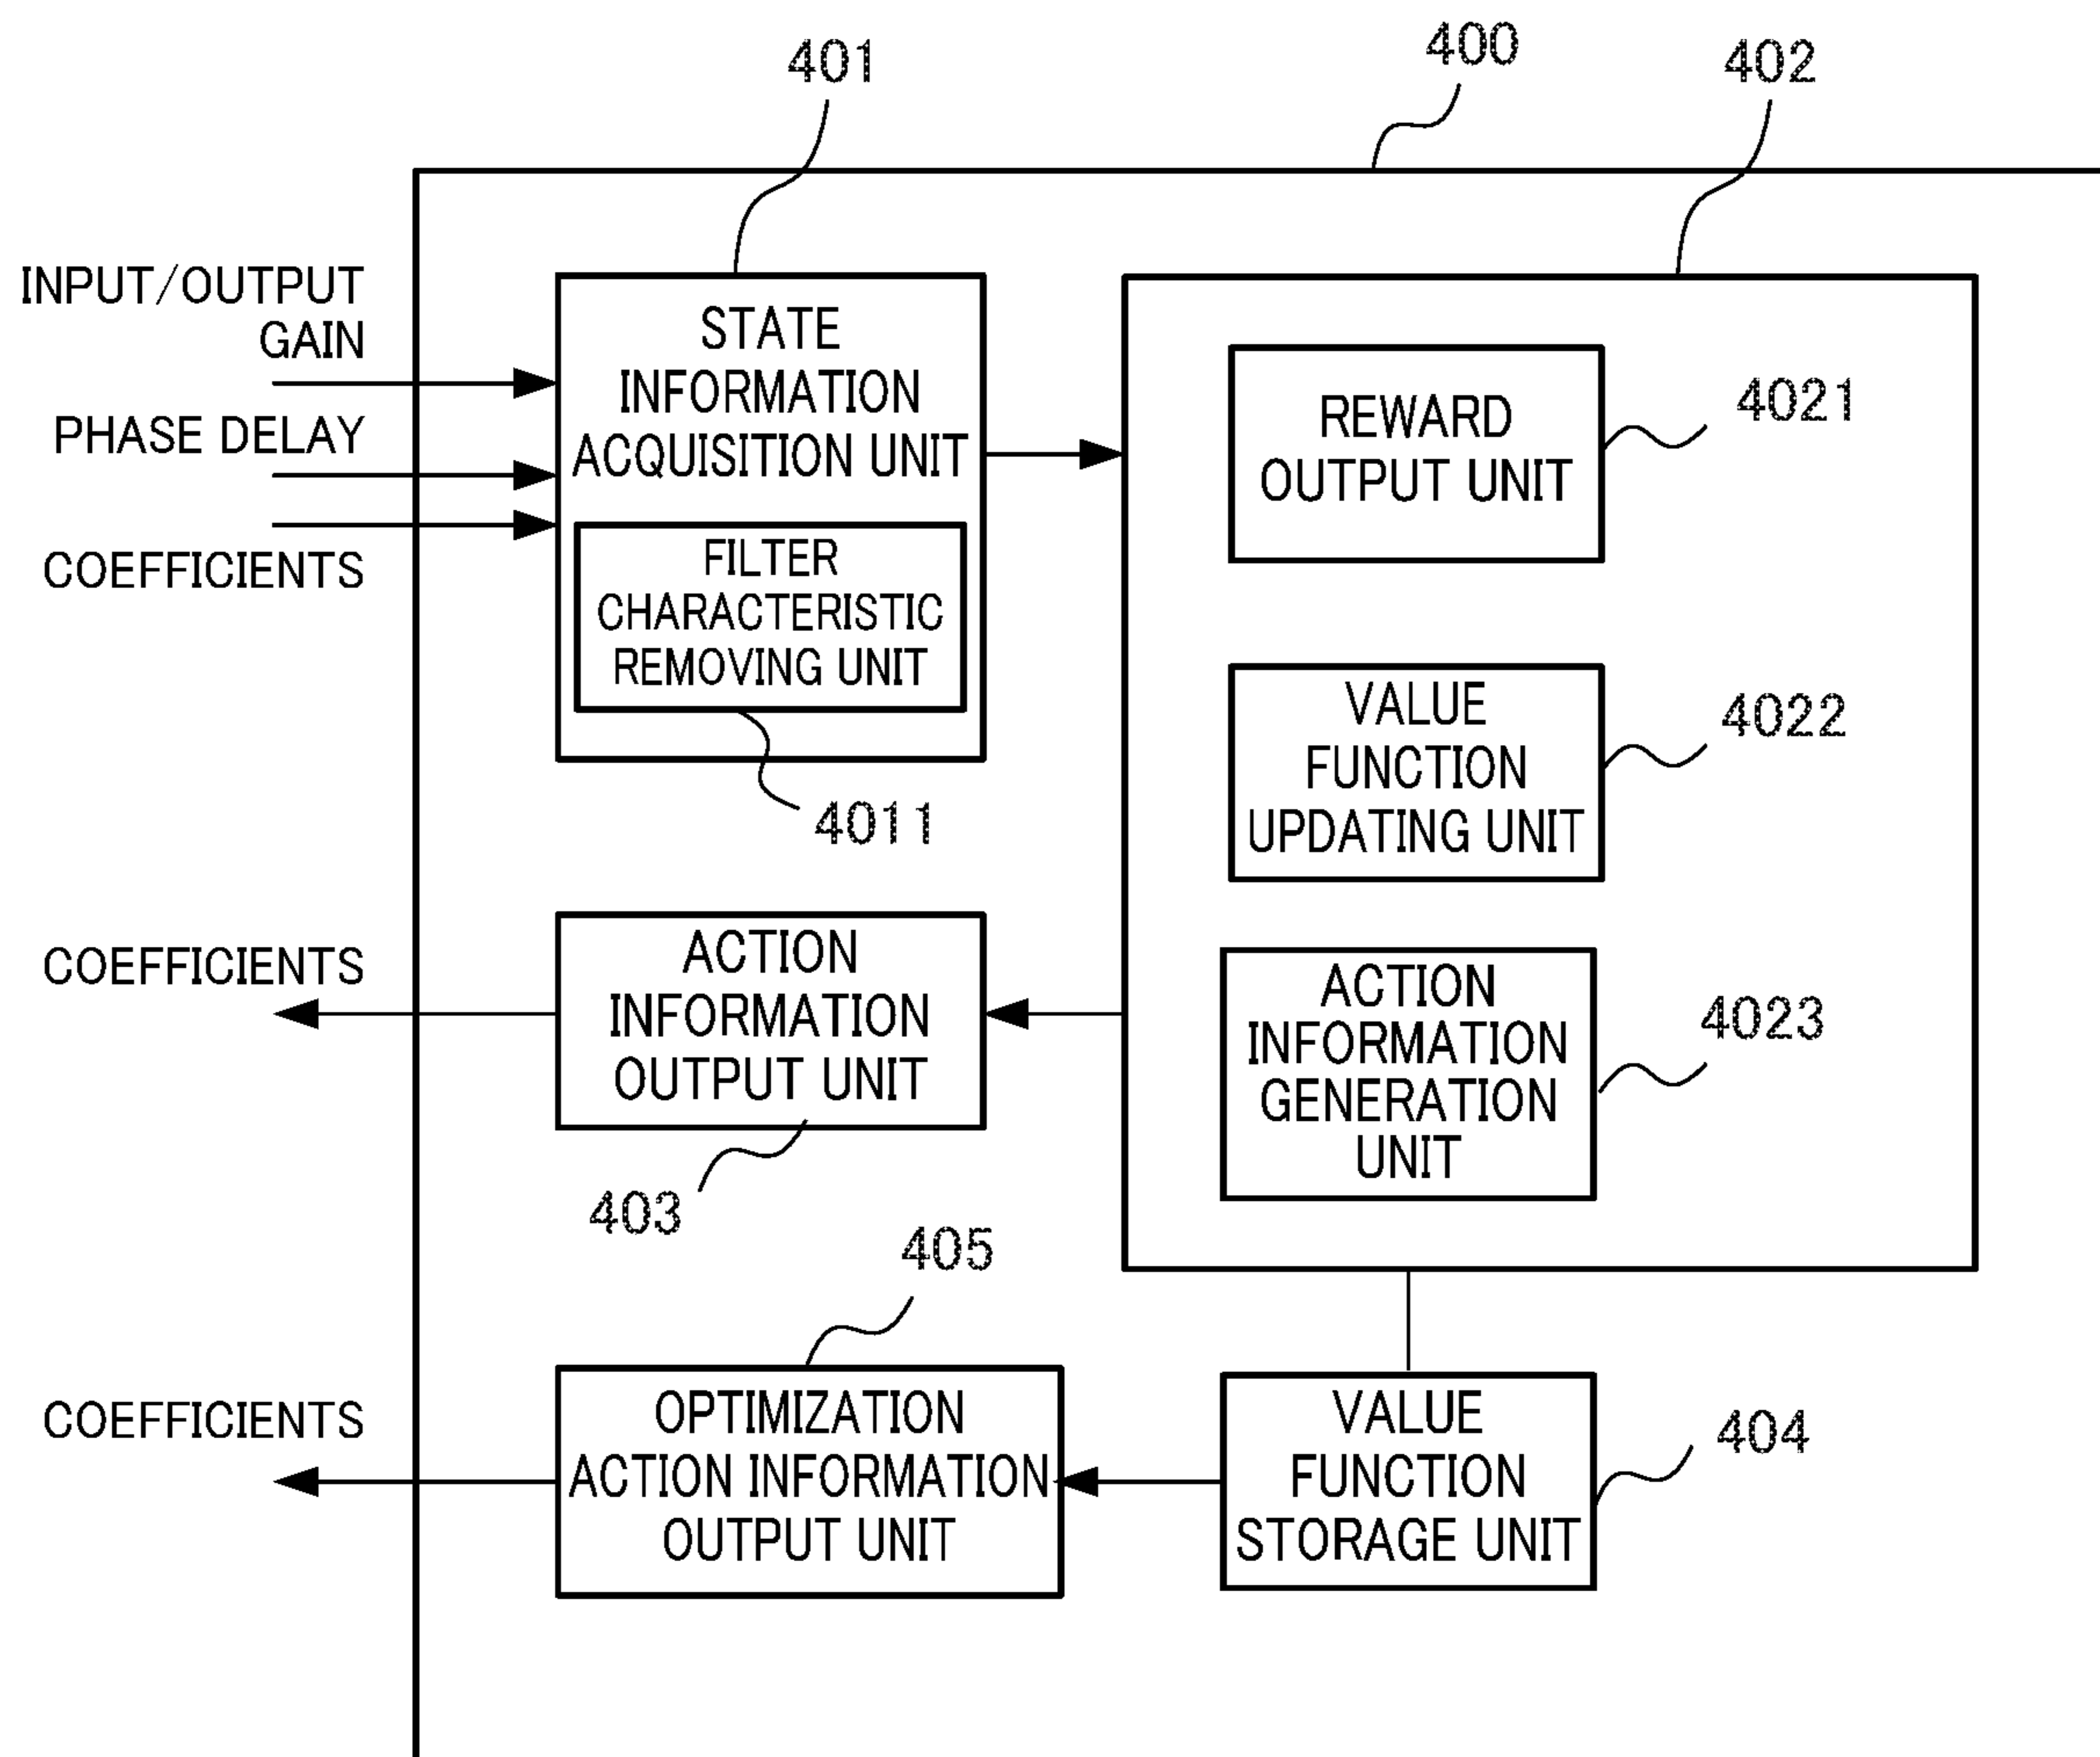 400
401
402
INPUT/OUTPUT
GAIN
PHASE DELAY
COEFFICIENTS
STATE
INFORMATION
ACQUISITION UNIT
FILTER
CHARACTERISTIC
REMOVING UNIT
4011
REWARD
OUTPUT UNIT
4021
VALUE
FUNCTION
UPDATING UNIT
4022
ACTION
INFORMATION
GENERATION
UNIT
4023
COEFFICIENTS
ACTION
INFORMATION
OUTPUT UNIT
403
405
COEFFICIENTS
OPTIMIZATION
ACTION INFORMATION
OUTPUT UNIT
VALUE
FUNCTION
STORAGE UNIT
404